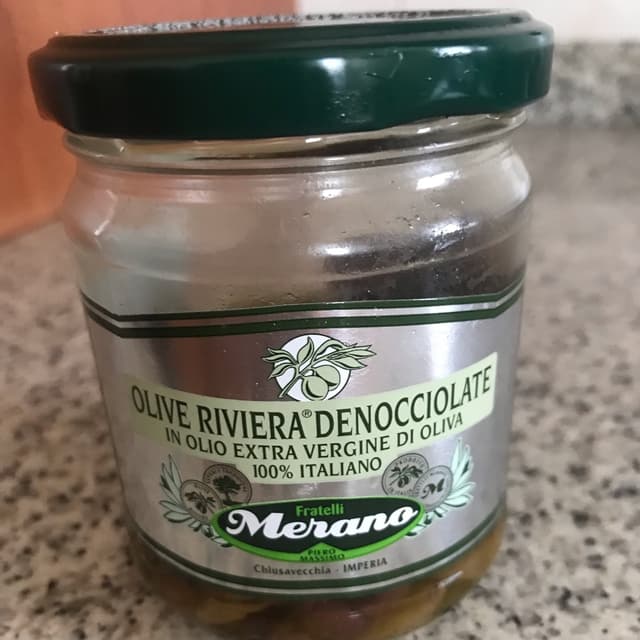 OLIVE RIVIERA® DENOCCIOLATE
IN OLIO EXTRA VERGINE DI OLIVA
100% ITALIANO
Fratelli
Merano
PIERO
MASSIMO
Chiusavecchia - IMPERIA